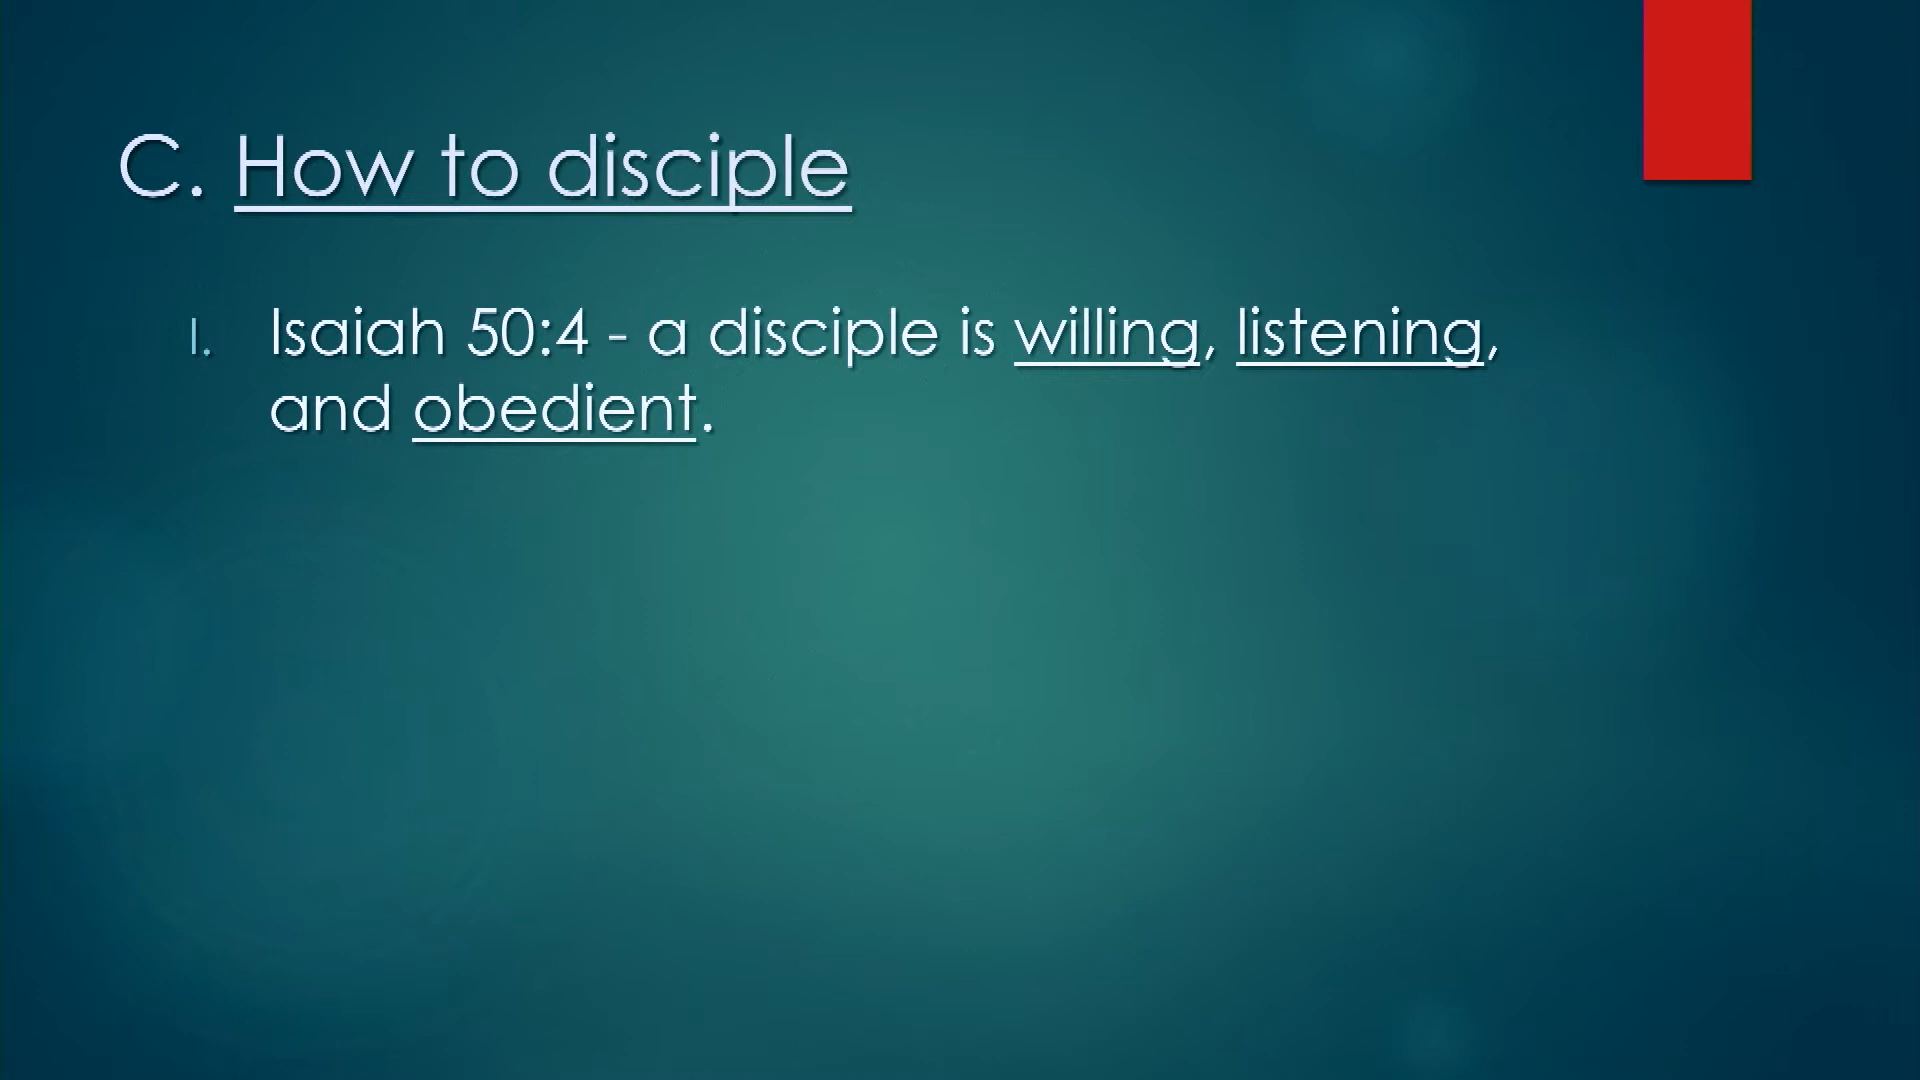 C. How to disciple
I. Isaiah 50:4 - a disciple is willing, listening,
and obedient.